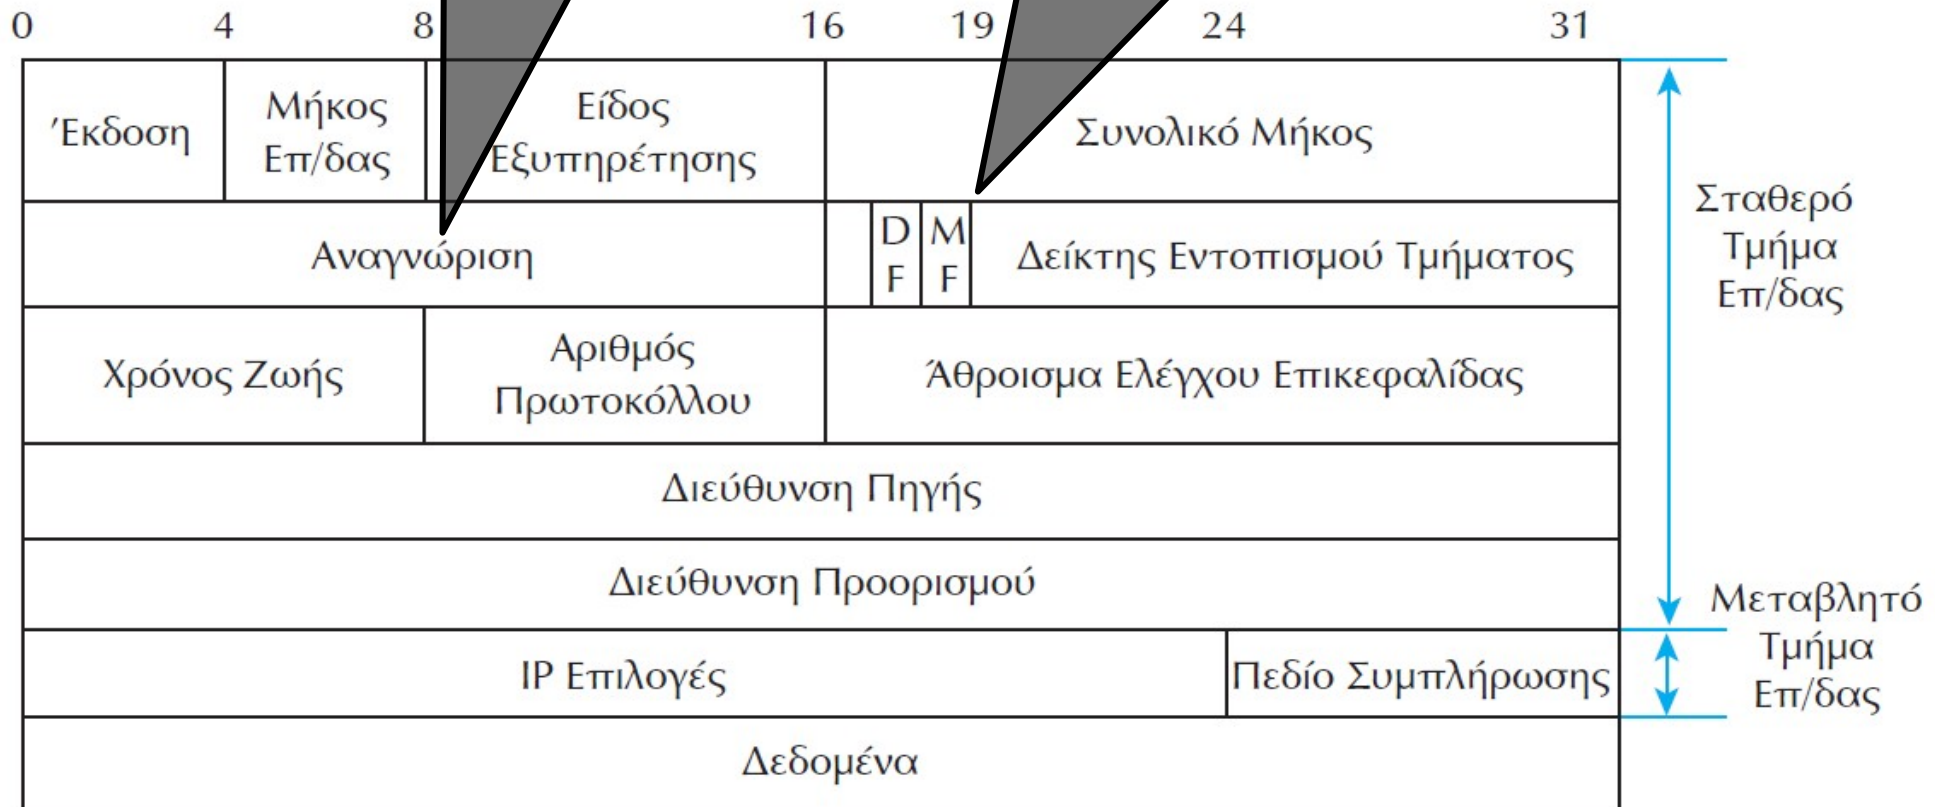 0 4 8 16 19 24 31
Έκδοση
Μήκος
Επ/δας
Είδος
Εξυπηρέτησης
Συνολικό Μήκος
Αναγνώριση
D
F
M
F
Δείκτης Εντοπισμού Τμήματος
Χρόνος Ζωής
Αριθμός
Πρωτοκόλλου
Άθροισμα Ελέγχου Επικεφαλίδας
Διεύθυνση Πηγής
Διεύθυνση Προορισμού
IP Επιλογές
Πεδίο Συμπλήρωσης
Δεδομένα
Σταθερό
Τμήμα
Επ/δας
Μεταβλητό
Τμήμα
Επ/δας